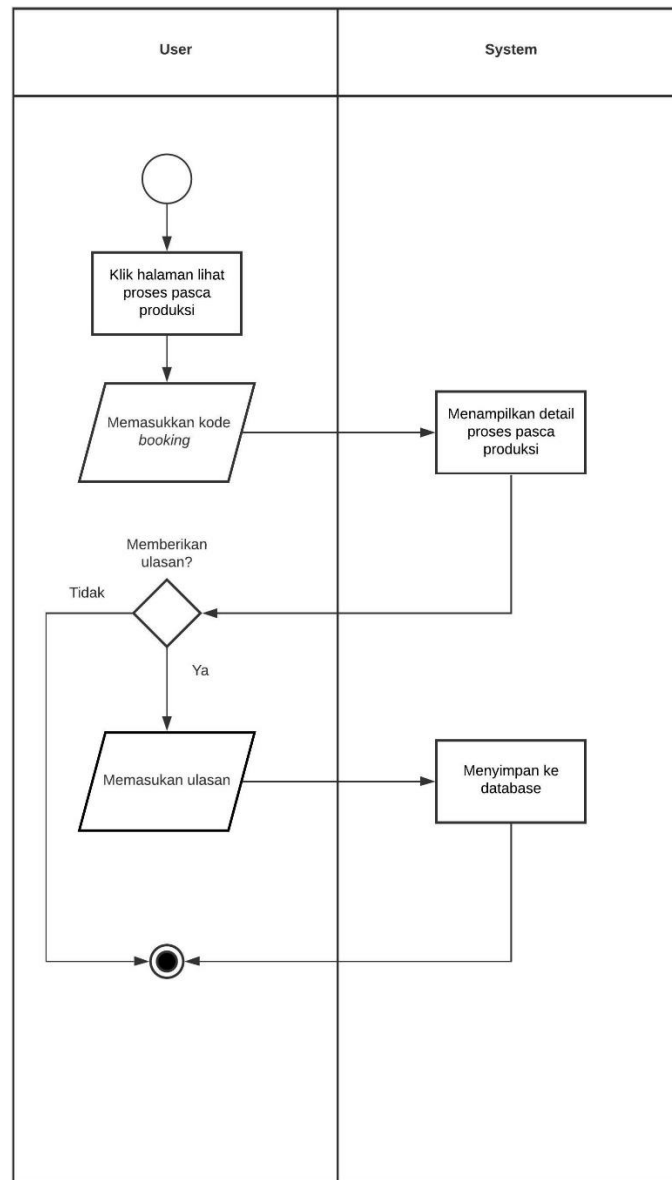 User
System
Klik halaman lihat
proses pasca
produksi
Memasukkan kode
booking
Menampilkan detail
proses pasca
produksi
Memberikan
ulasan?
Tidak
Ya
Memasukan ulasan
Menyimpan ke
database